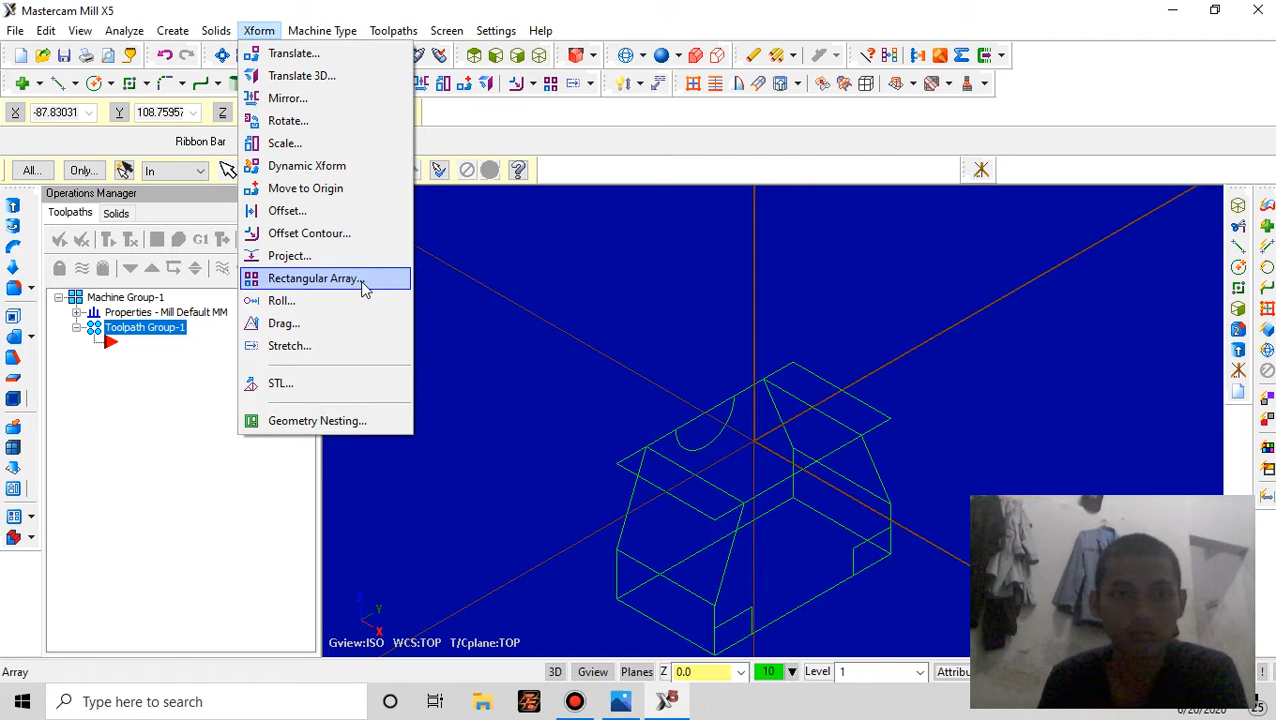 Mastercam Mill X5
File Edit View Analyze Create Solids Xform Machine Type Toolpaths Screen Settings Help
Translate...
Translate 3D...
Mirror...
Rotate...
Scale...
Dynamic Xform
Move to Origin
Offset...
Offset Contour...
Project...
Rectangular Array...
Roll...
Drag...
Stretch...
STL...
Geometry Nesting...
X -87.83031 Y 108.75957 Z
Ribbon Bar
All... Only... In
Operations Manager
Toolpaths Solids
G1
Machine Group-1
Properties - Mill Default MM
Toolpath Group-1
Z Y X
Gview:ISO WCS:TOP T/Cplane:TOP
Array 3D Gview Planes Z 0.0 10 Level 1
Type here to search
6/20/2020